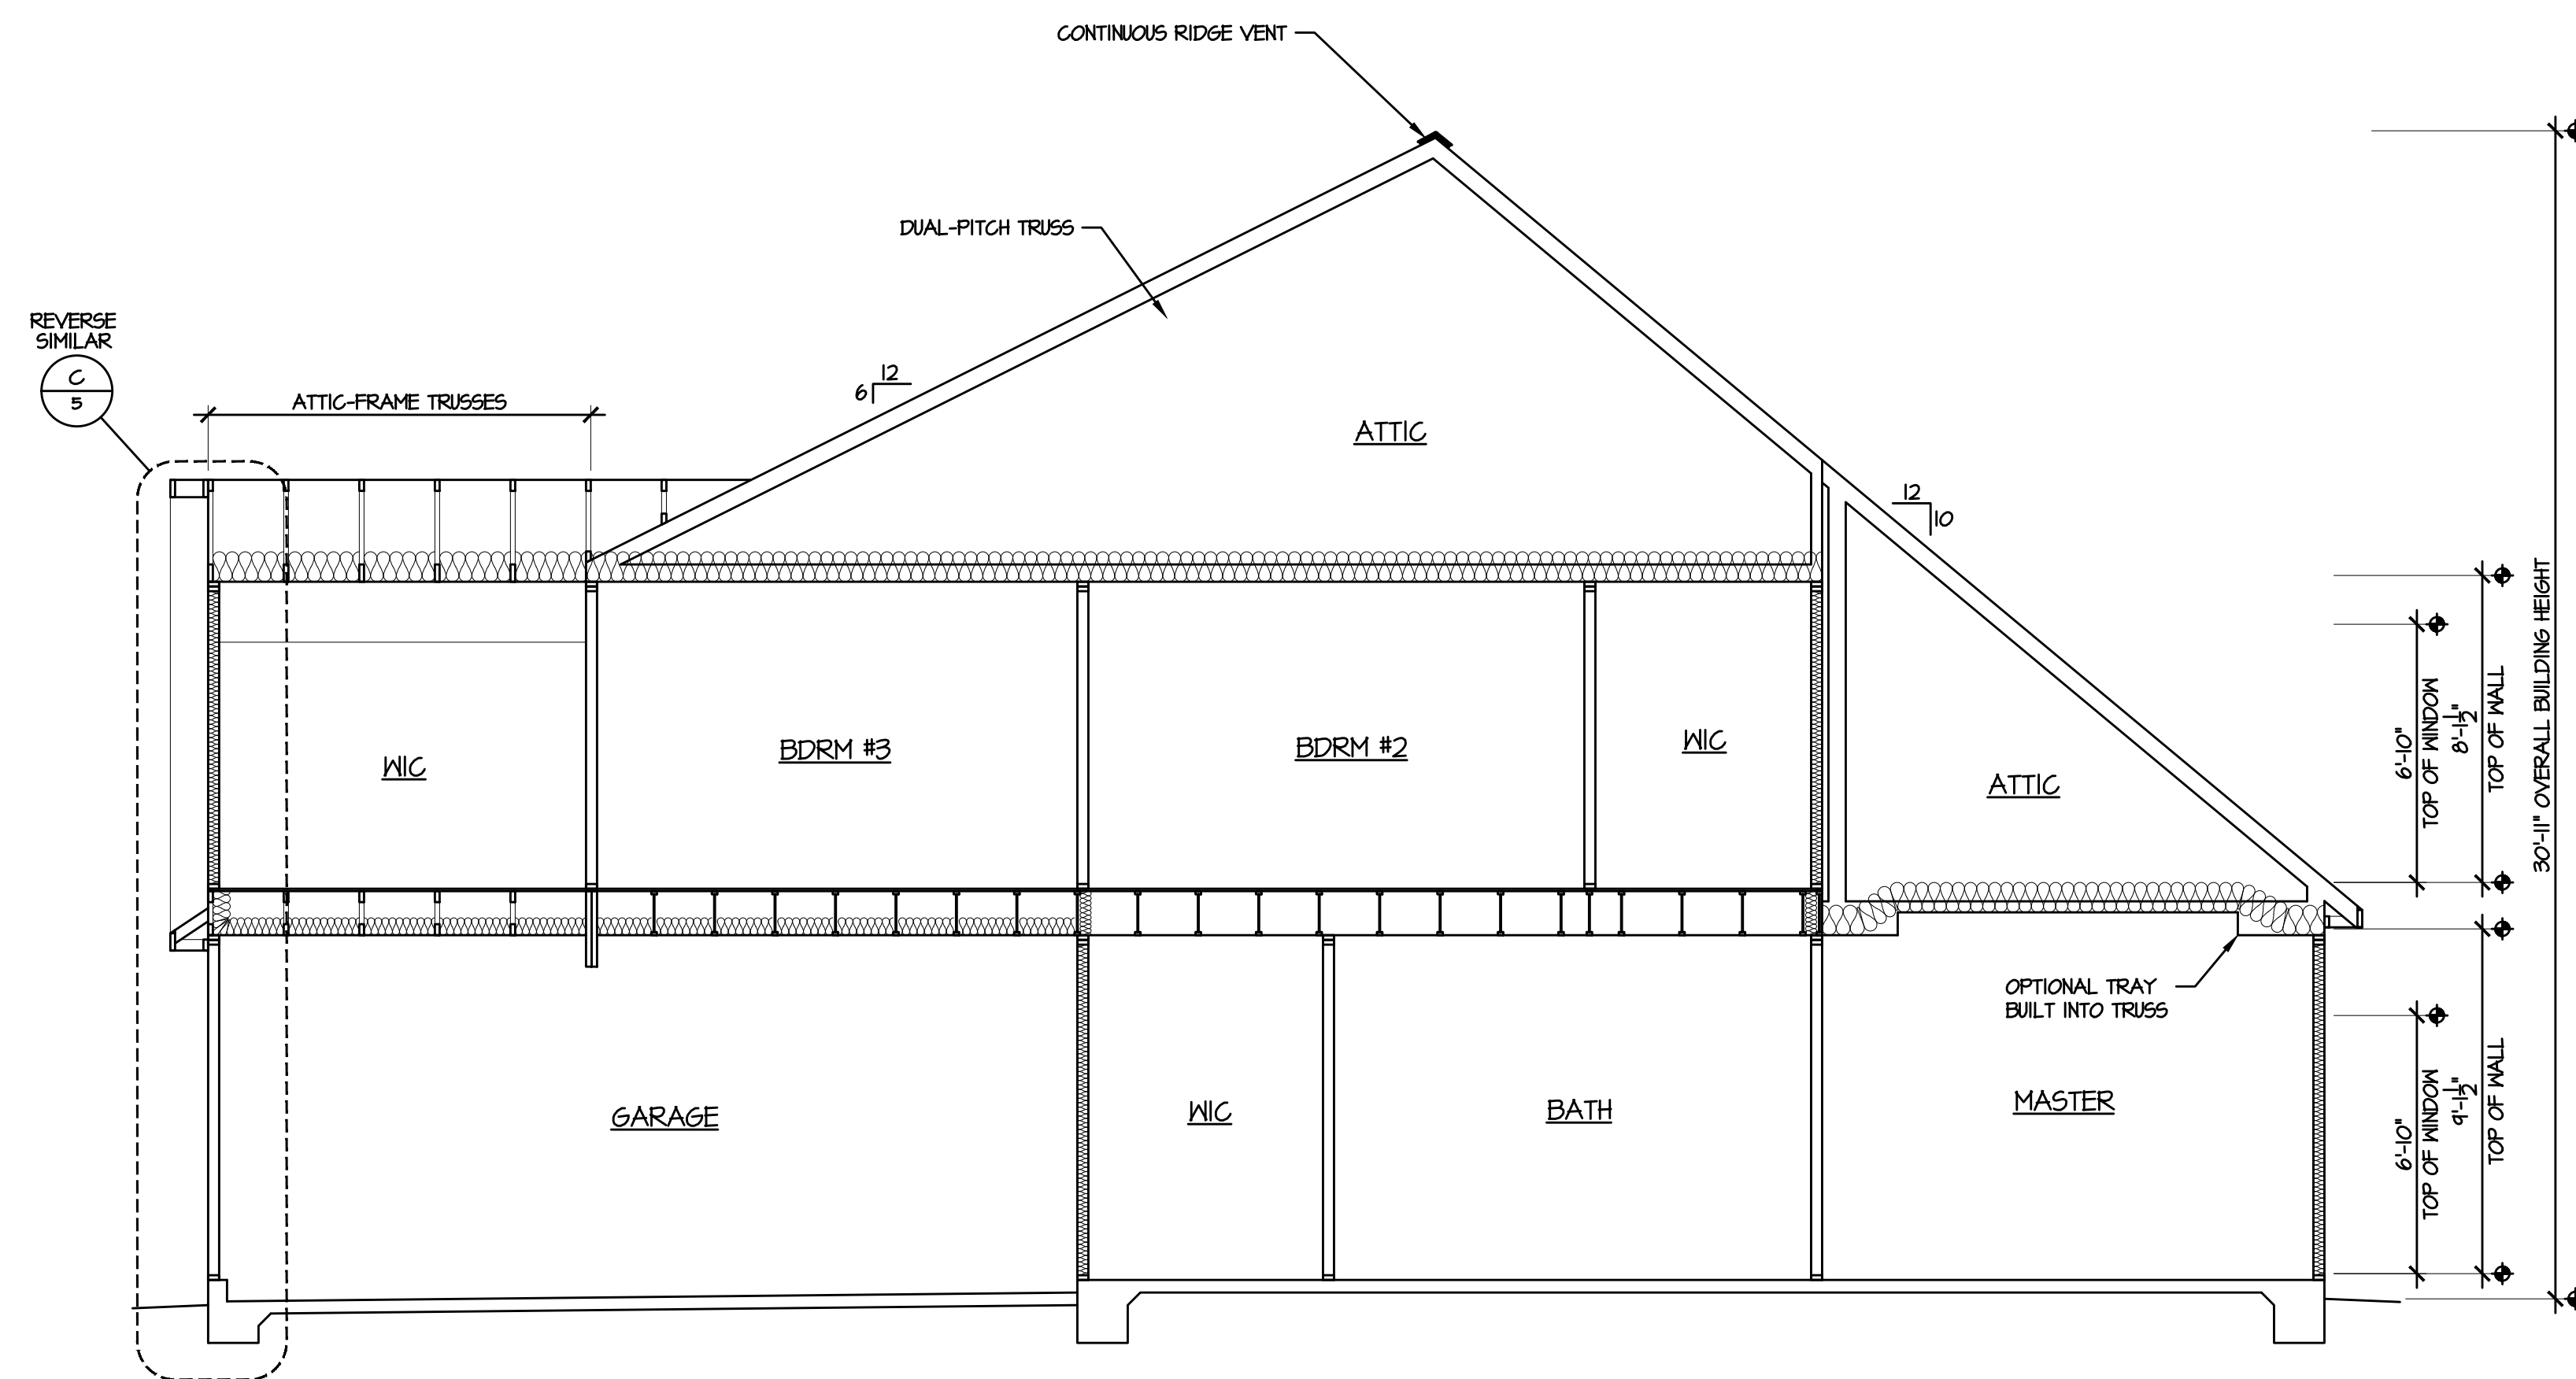 CONTINUOUS RIDGE VENT
DUAL-PITCH TRUSS
REVERSE
SIMILAR
C
5
ATTIC-FRAME TRUSSES
12
6
ATTIC
12
10
WIC
BDRM #3
BDRM #2
WIC
ATTIC
6'-10"
TOP OF WINDOW
8'-1½"
TOP OF WALL
30'-11" OVERALL BUILDING HEIGHT
OPTIONAL TRAY
BUILT INTO TRUSS
GARAGE
WIC
BATH
MASTER
6'-10"
TOP OF WINDOW
9'-1½"
TOP OF WALL